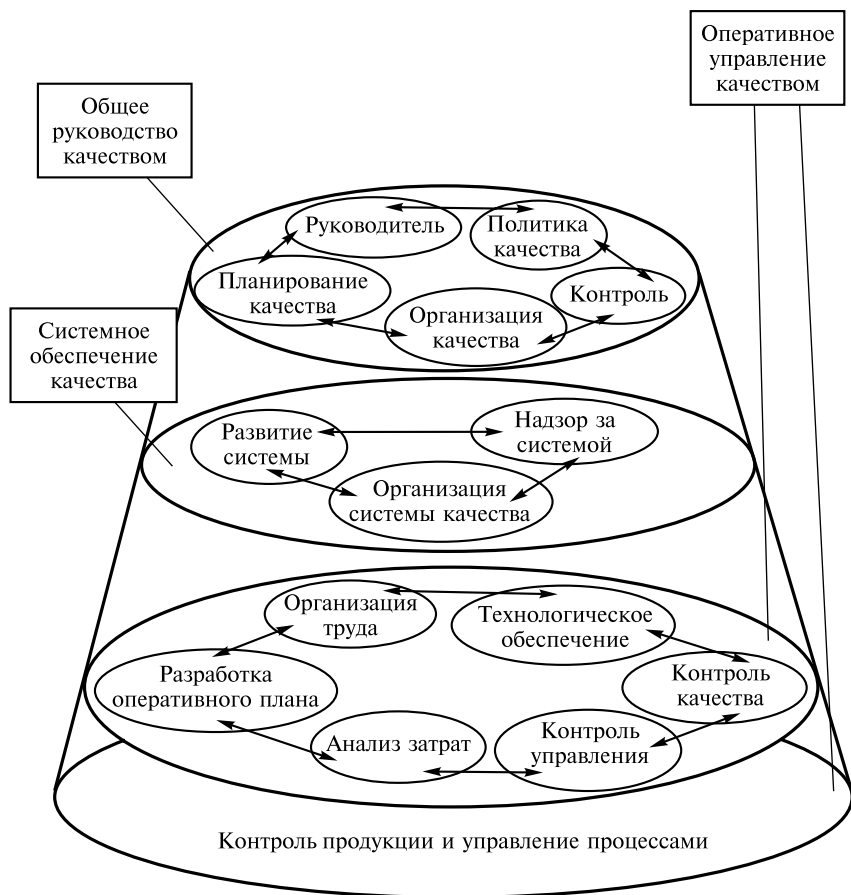 Оперативное
управление
качеством
Общее
руководство
качеством
Руководитель
Политика
качества
Планирование
качества
Контроль
Организация
качества
Системное
обеспечение
качества
Развитие
системы
Надзор за
системой
Организация
системы качества
Организация
труда
Технологическое
обеспечение
Разработка
оперативного плана
Контроль
качества
Анализ затрат
Контроль
управления
Контроль продукции и управление процессами